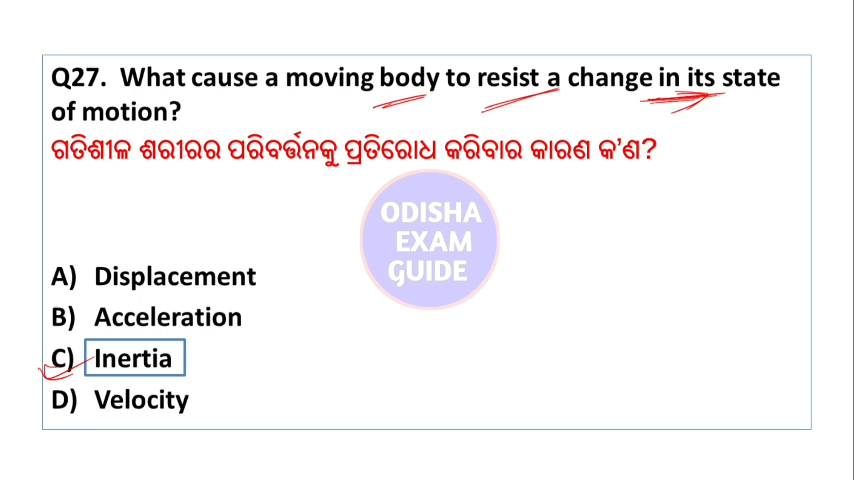 Q27. What cause a moving body to resist a change in its state
of motion?
ଗତିଶୀଳ ଶରୀରର ପରିବର୍ତ୍ତନକୁ ପ୍ରତିରୋଧ କରିବାର କାରଣ କ'ଣ?
ODISHA
EXAM
GUIDE
A) Displacement
B) Acceleration
C) Inertia
D) Velocity